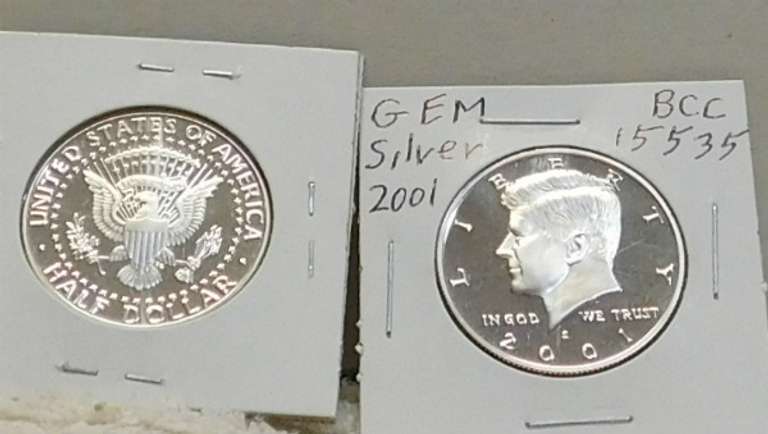 UNITED STATES OF AMERICA
HALF DOLLAR
GEM
Silver
2001
BCC
15535
LIBERTY
IN GOD WE TRUST
S
2001